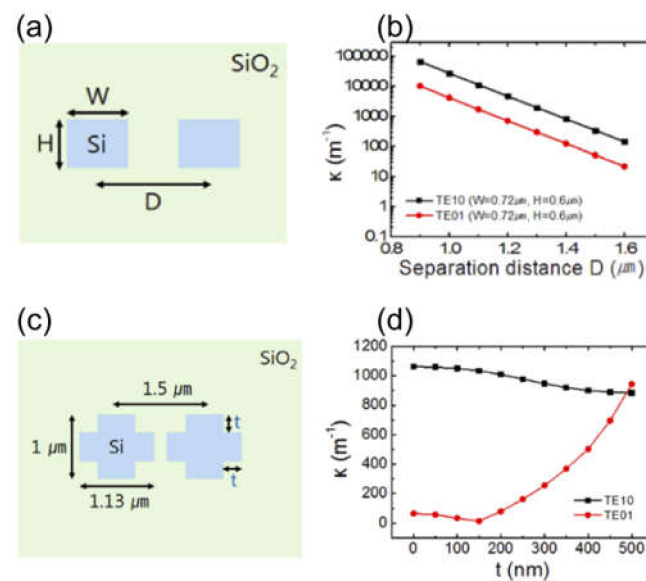 (a)
SiO2
W
H
Si
D
(b)
κ (m-1)
100000
10000
1000
100
10
1
0.1
TE10 (W=0.72㎛, H=0.6㎛)
TE01 (W=0.72㎛, H=0.6㎛)
0.8 1.0 1.2 1.4 1.6
Separation distance D (㎛)
(c)
SiO2
1.5 ㎛
t
Si
1 ㎛
t
1.13 ㎛
(d)
κ (m-1)
1200
1000
800
600
400
200
0
TE10
TE01
0 100 200 300 400 500
t (nm)